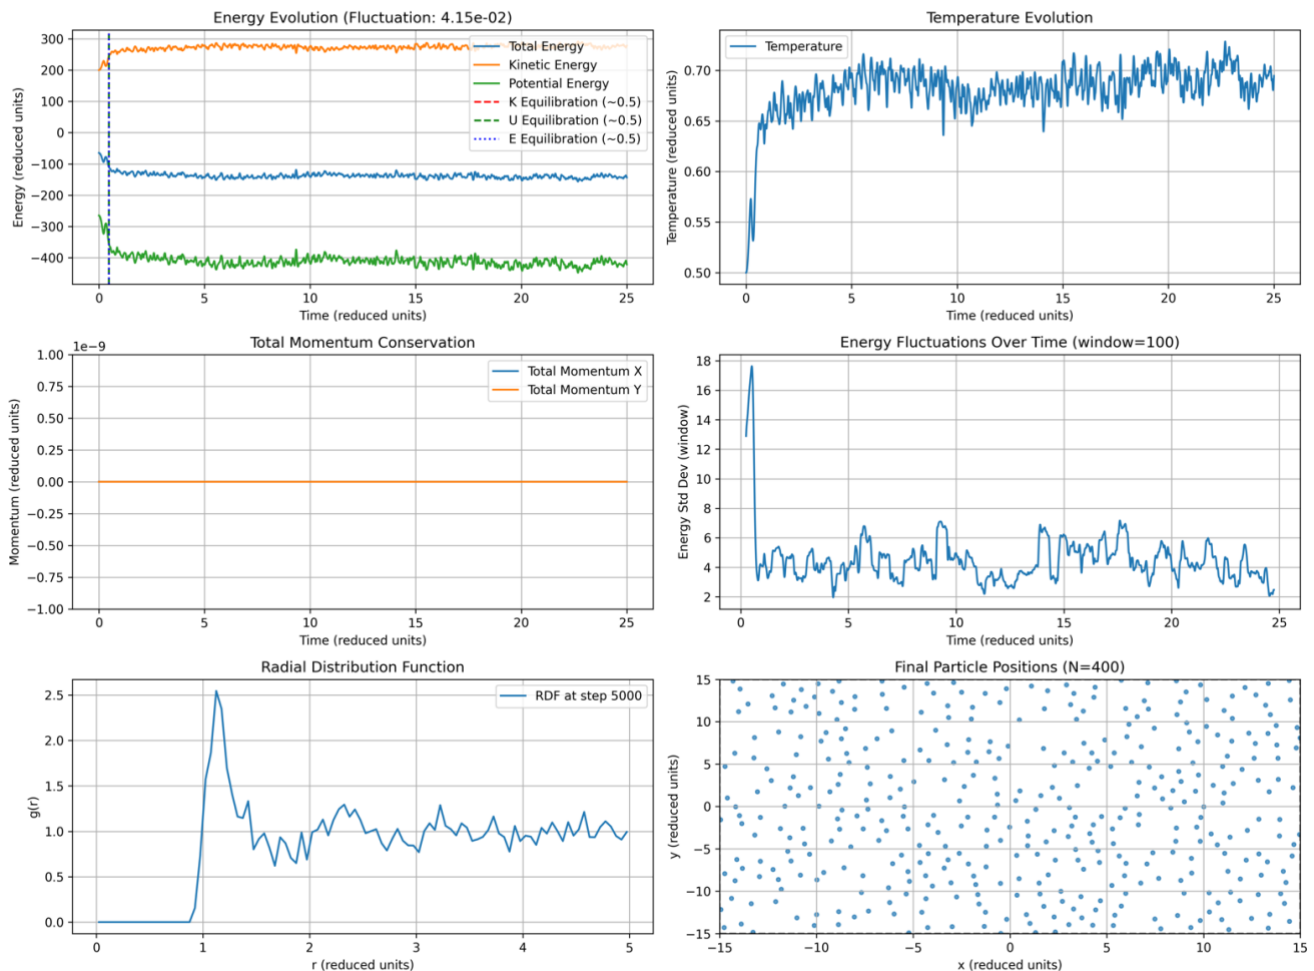 Energy Evolution (Fluctuation: 4.15e-02)
300
200
100
0
−100
−200
−300
−400
Energy (reduced units)
Total Energy
Kinetic Energy
Potential Energy
K Equilibration (~0.5)
U Equilibration (~0.5)
E Equilibration (~0.5)
0 5 10 15 20 25
Time (reduced units)
Temperature Evolution
0.70
0.65
0.60
0.55
0.50
Temperature (reduced units)
Temperature
0 5 10 15 20 25
Time (reduced units)
Total Momentum Conservation
1e−9
1.00
0.75
0.50
0.25
0.00
−0.25
−0.50
−0.75
−1.00
Momentum (reduced units)
Total Momentum X
Total Momentum Y
0 5 10 15 20 25
Time (reduced units)
Energy Fluctuations Over Time (window=100)
18
16
14
12
10
8
6
4
2
Energy Std Dev (window)
0 5 10 15 20 25
Time (reduced units)
Radial Distribution Function
2.5
2.0
1.5
1.0
0.5
0.0
g(r)
RDF at step 5000
0 1 2 3 4 5
r (reduced units)
Final Particle Positions (N=400)
15
10
5
0
−5
−10
−15
y (reduced units)
−15 −10 −5 0 5 10 15
x (reduced units)